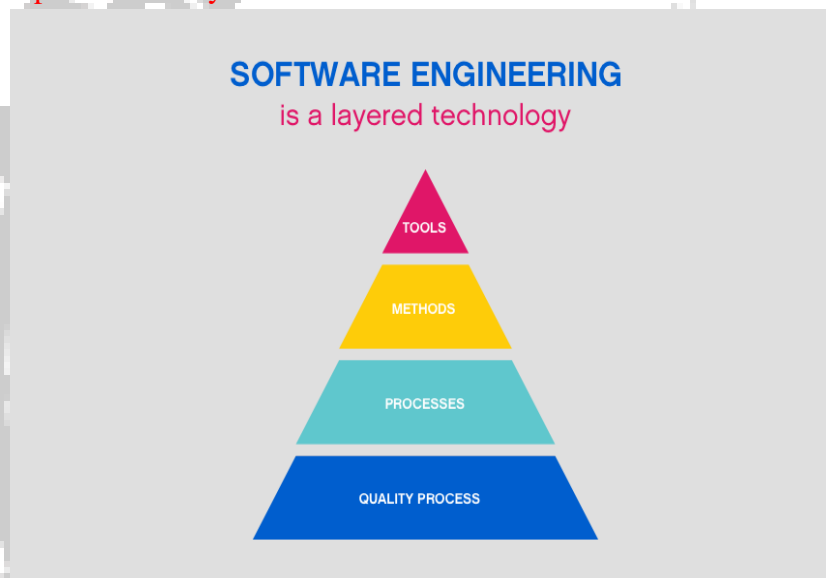 SOFTWARE ENGINEERING
is a layered technology
TOOLS
METHODS
PROCESSES
QUALITY PROCESS